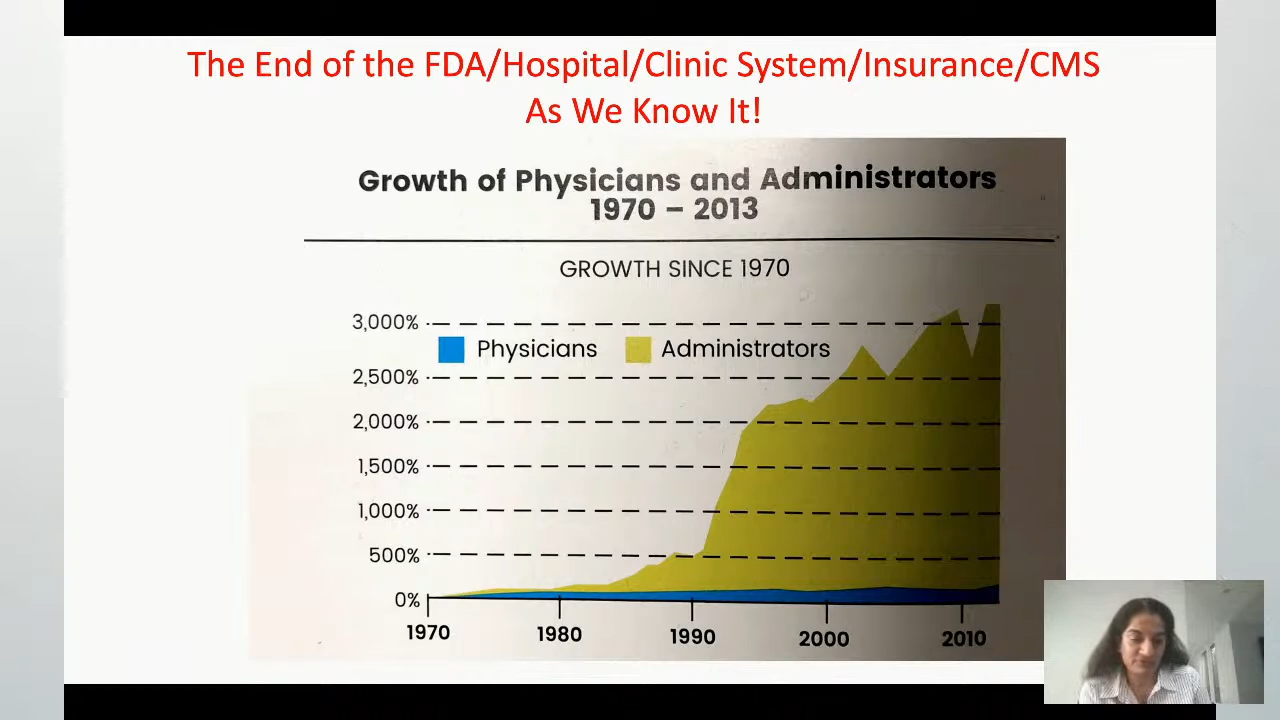 The End of the FDA/Hospital/Clinic System/Insurance/CMS
As We Know It!
Growth of Physicians and Administrators
1970 – 2013
GROWTH SINCE 1970
3,000%
Physicians
Administrators
2,500%
2,000%
1,500%
1,000%
500%
0%
1970
1980
1990
2000
2010